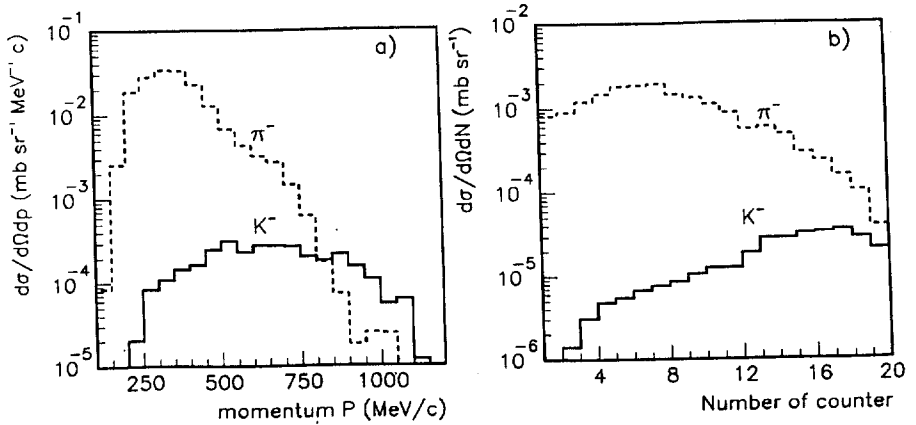 a)
dσ/dΩdp (mb sr⁻¹ MeV⁻¹ c)
10⁻¹
10⁻²
10⁻³
10⁻⁴
10⁻⁵
π⁻
K⁻
250 500 750 1000
momentum P (MeV/c)
b)
dσ/dΩdN (mb sr⁻¹)
10⁻²
10⁻³
10⁻⁴
10⁻⁵
10⁻⁶
π⁻
K⁻
4 8 12 16 20
Number of counter